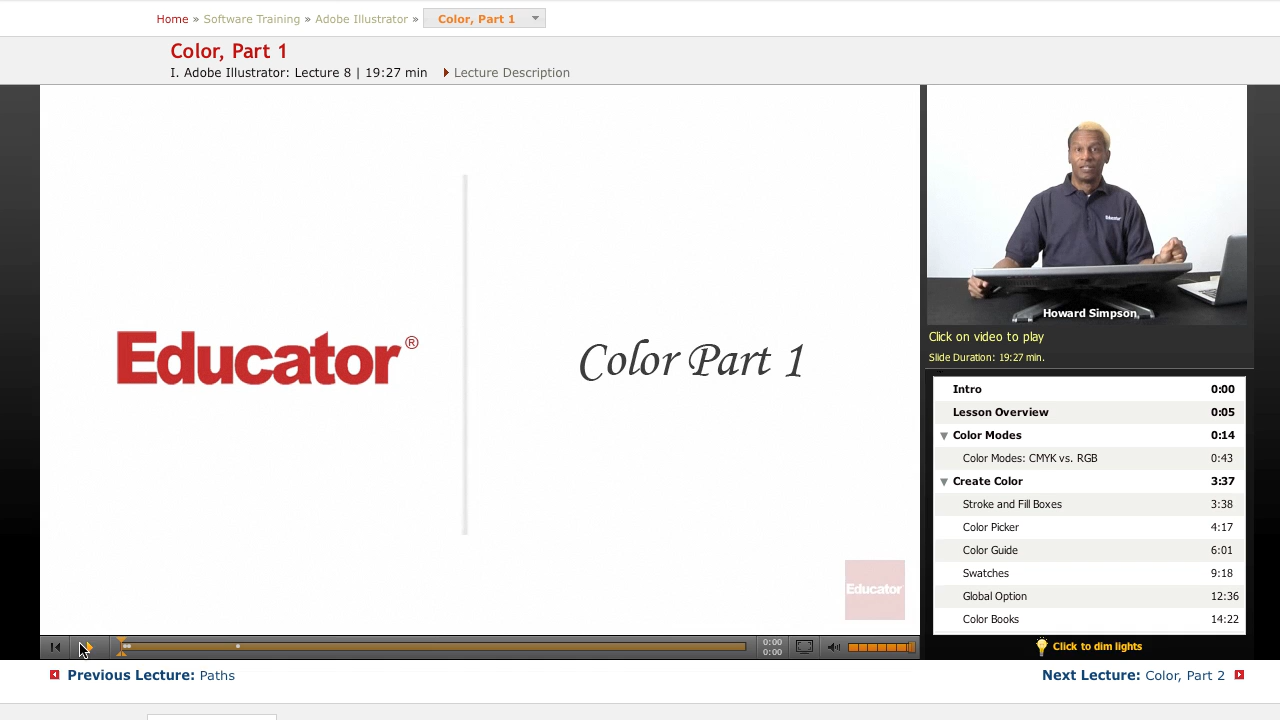 Home » Software Training » Adobe Illustrator » Color, Part 1
Color, Part 1
I. Adobe Illustrator: Lecture 8 | 19:27 min Lecture Description
Educator®
Color Part 1
Educator
Educator
Howard Simpson
Click on video to play
Slide Duration: 19:27 min.
Intro 0:00
Lesson Overview 0:05
Color Modes 0:14
Color Modes: CMYK vs. RGB 0:43
Create Color 3:37
Stroke and Fill Boxes 3:38
Color Picker 4:17
Color Guide 6:01
Swatches 9:18
Global Option 12:36
Color Books 14:22
0:00
0:00
Click to dim lights
Previous Lecture: Paths
Next Lecture: Color, Part 2